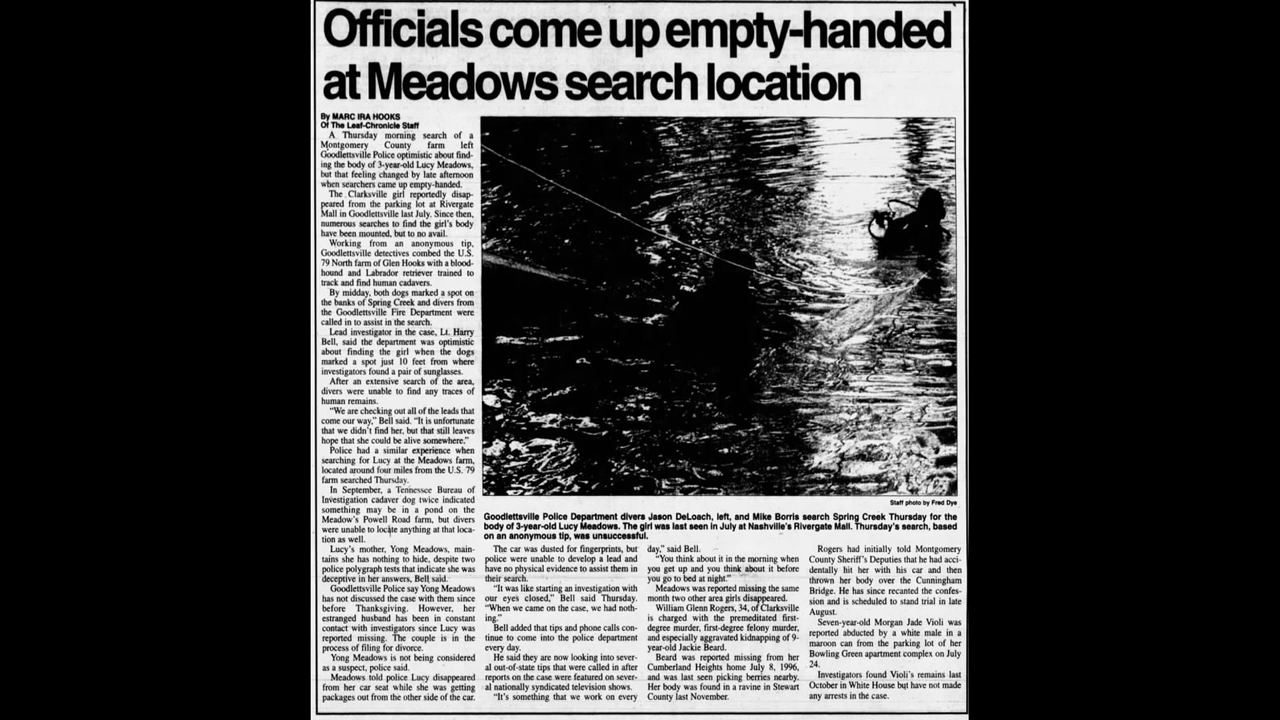 Officials come up empty-handed
at Meadows search location
By MARC IRA HOOKS
Of The Leaf-Chronicle Staff
A Thursday morning search of a
Montgomery County farm left
Goodlettsville Police optimistic about find-
ing the body of 3-year-old Lucy Meadows,
but that feeling changed by late afternoon
when searchers came up empty-handed.
The Clarksville girl reportedly disap-
peared from the parking lot at Rivergate
Mall in Goodlettsville last July. Since then,
numerous searches to find the girl's body
have been mounted, but to no avail.
Working from an anonymous tip,
Goodlettsville detectives combed the U.S.
79 North farm of Glen Hooks with a blood-
hound and Labrador retriever trained to
track and find human cadavers.
By midday, both dogs marked a spot on
the banks of Spring Creek and divers from
the Goodlettsville Fire Department were
called in to assist in the search.
Lead investigator in the case, Lt. Harry
Bell, said the department was optimistic
about finding the girl when the dogs
marked a spot just 10 feet from where
investigators found a pair of sunglasses.
After an extensive search of the area,
divers were unable to find any traces of
human remains.
"We are checking out all of the leads that
come our way," Bell said. "It is unfortunate
that we didn't find her, but that still leaves
hope that she could be alive somewhere."
Police had a similar experience when
searching for Lucy at the Meadows farm,
located around four miles from the U.S. 79
farm searched Thursday.
In September, a Tennessee Bureau of
Investigation cadaver dog twice indicated
something may be in a pond on the
Meadow's Powell Road farm, but divers
were unable to locate anything at that loca-
tion as well.
Lucy's mother, Yong Meadows, main-
tains she has nothing to hide, despite two
police polygraph tests that indicate she was
deceptive in her answers, Bell said.
Goodlettsville Police say Yong Meadows
has not discussed the case with them since
before Thanksgiving. However, her
estranged husband has been in constant
contact with investigators since Lucy was
reported missing. The couple is in the
process of filing for divorce.
Yong Meadows is not being considered
as a suspect, police said.
Meadows told police Lucy disappeared
from her car seat while she was getting
packages out from the other side of the car.
Staff photo by Fred Dye
Goodlettsville Police Department divers Jason DeLoach, left, and Mike Borris search Spring Creek Thursday for the
body of 3-year-old Lucy Meadows. The girl was last seen in July at Nashville's Rivergate Mall. Thursday's search, based
on an anonymous tip, was unsuccessful.
The car was dusted for fingerprints, but
police were unable to develop a lead and
have no physical evidence to assist them in
their search.
"It was like starting an investigation with
our eyes closed," Bell said Thursday.
"When we came on the case, we had noth-
ing."
Bell added that tips and phone calls con-
tinue to come into the police department
every day.
He said they are now looking into sever-
al out-of-state tips that were called in after
reports on the case were featured on sever-
al nationally syndicated television shows.
"It's something that we work on every
day," said Bell.
"You think about it in the morning when
you get up and you think about it before
you go to bed at night."
Meadows was reported missing the same
month two other area girls disappeared.
William Glenn Rogers, 34, of Clarksville
is charged with the premeditated first-
degree murder, first-degree felony murder,
and especially aggravated kidnapping of 9-
year-old Jackie Beard.
Beard was reported missing from her
Cumberland Heights home July 8, 1996,
and was last seen picking berries nearby.
Her body was found in a ravine in Stewart
County last November.
Rogers had initially told Montgomery
County Sheriff's Deputies that he had acci-
dentally hit her with his car and then
thrown her body over the Cunningham
Bridge. He has since recanted the confes-
sion and is scheduled to stand trial in late
August.
Seven-year-old Morgan Jade Violi was
reported abducted by a white male in a
maroon can from the parking lot of her
Bowling Green apartment complex on July
24.
Investigators found Violi's remains last
October in White House but have not made
any arrests in the case.